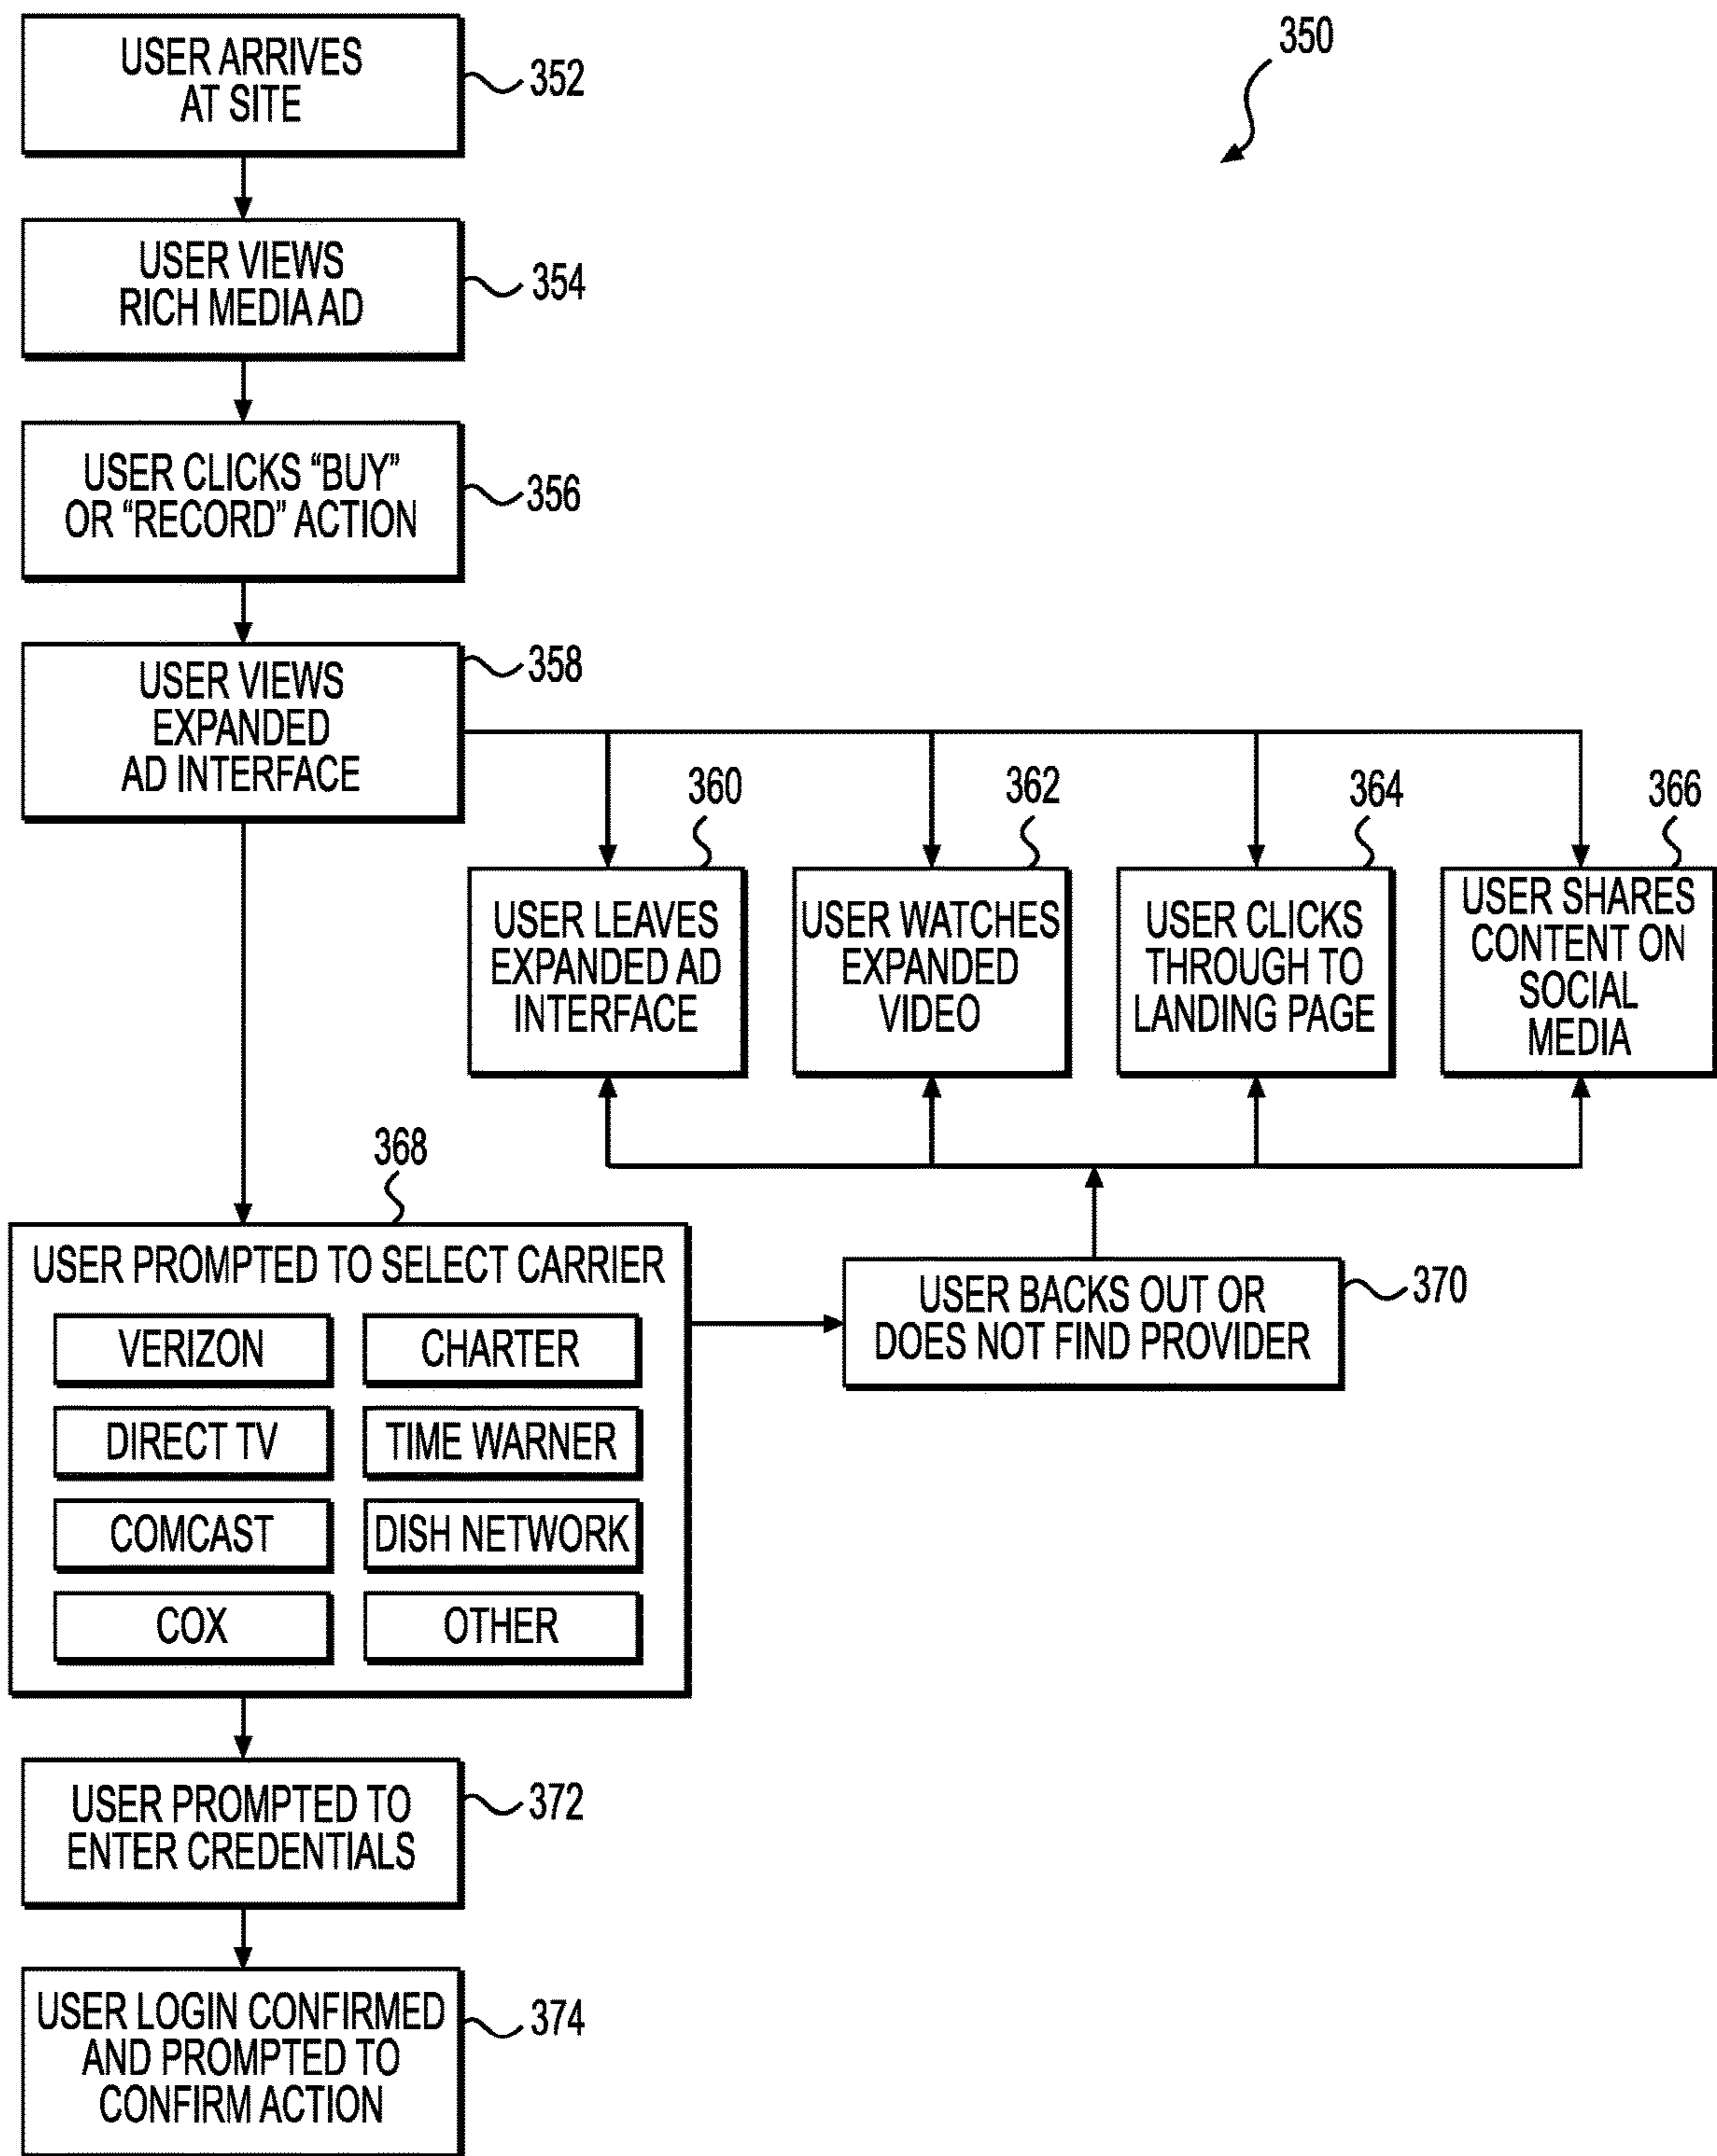 350
USER ARRIVES
AT SITE
352
USER VIEWS
RICH MEDIA AD
354
USER CLICKS “BUY”
OR “RECORD” ACTION
356
USER VIEWS
EXPANDED
AD INTERFACE
358
360
USER LEAVES
EXPANDED AD
INTERFACE
362
USER WATCHES
EXPANDED
VIDEO
364
USER CLICKS
THROUGH TO
LANDING PAGE
366
USER SHARES
CONTENT ON
SOCIAL
MEDIA
368
USER PROMPTED TO SELECT CARRIER
VERIZON
CHARTER
DIRECT TV
TIME WARNER
COMCAST
DISH NETWORK
COX
OTHER
USER BACKS OUT OR
DOES NOT FIND PROVIDER
370
USER PROMPTED TO
ENTER CREDENTIALS
372
USER LOGIN CONFIRMED
AND PROMPTED TO
CONFIRM ACTION
374